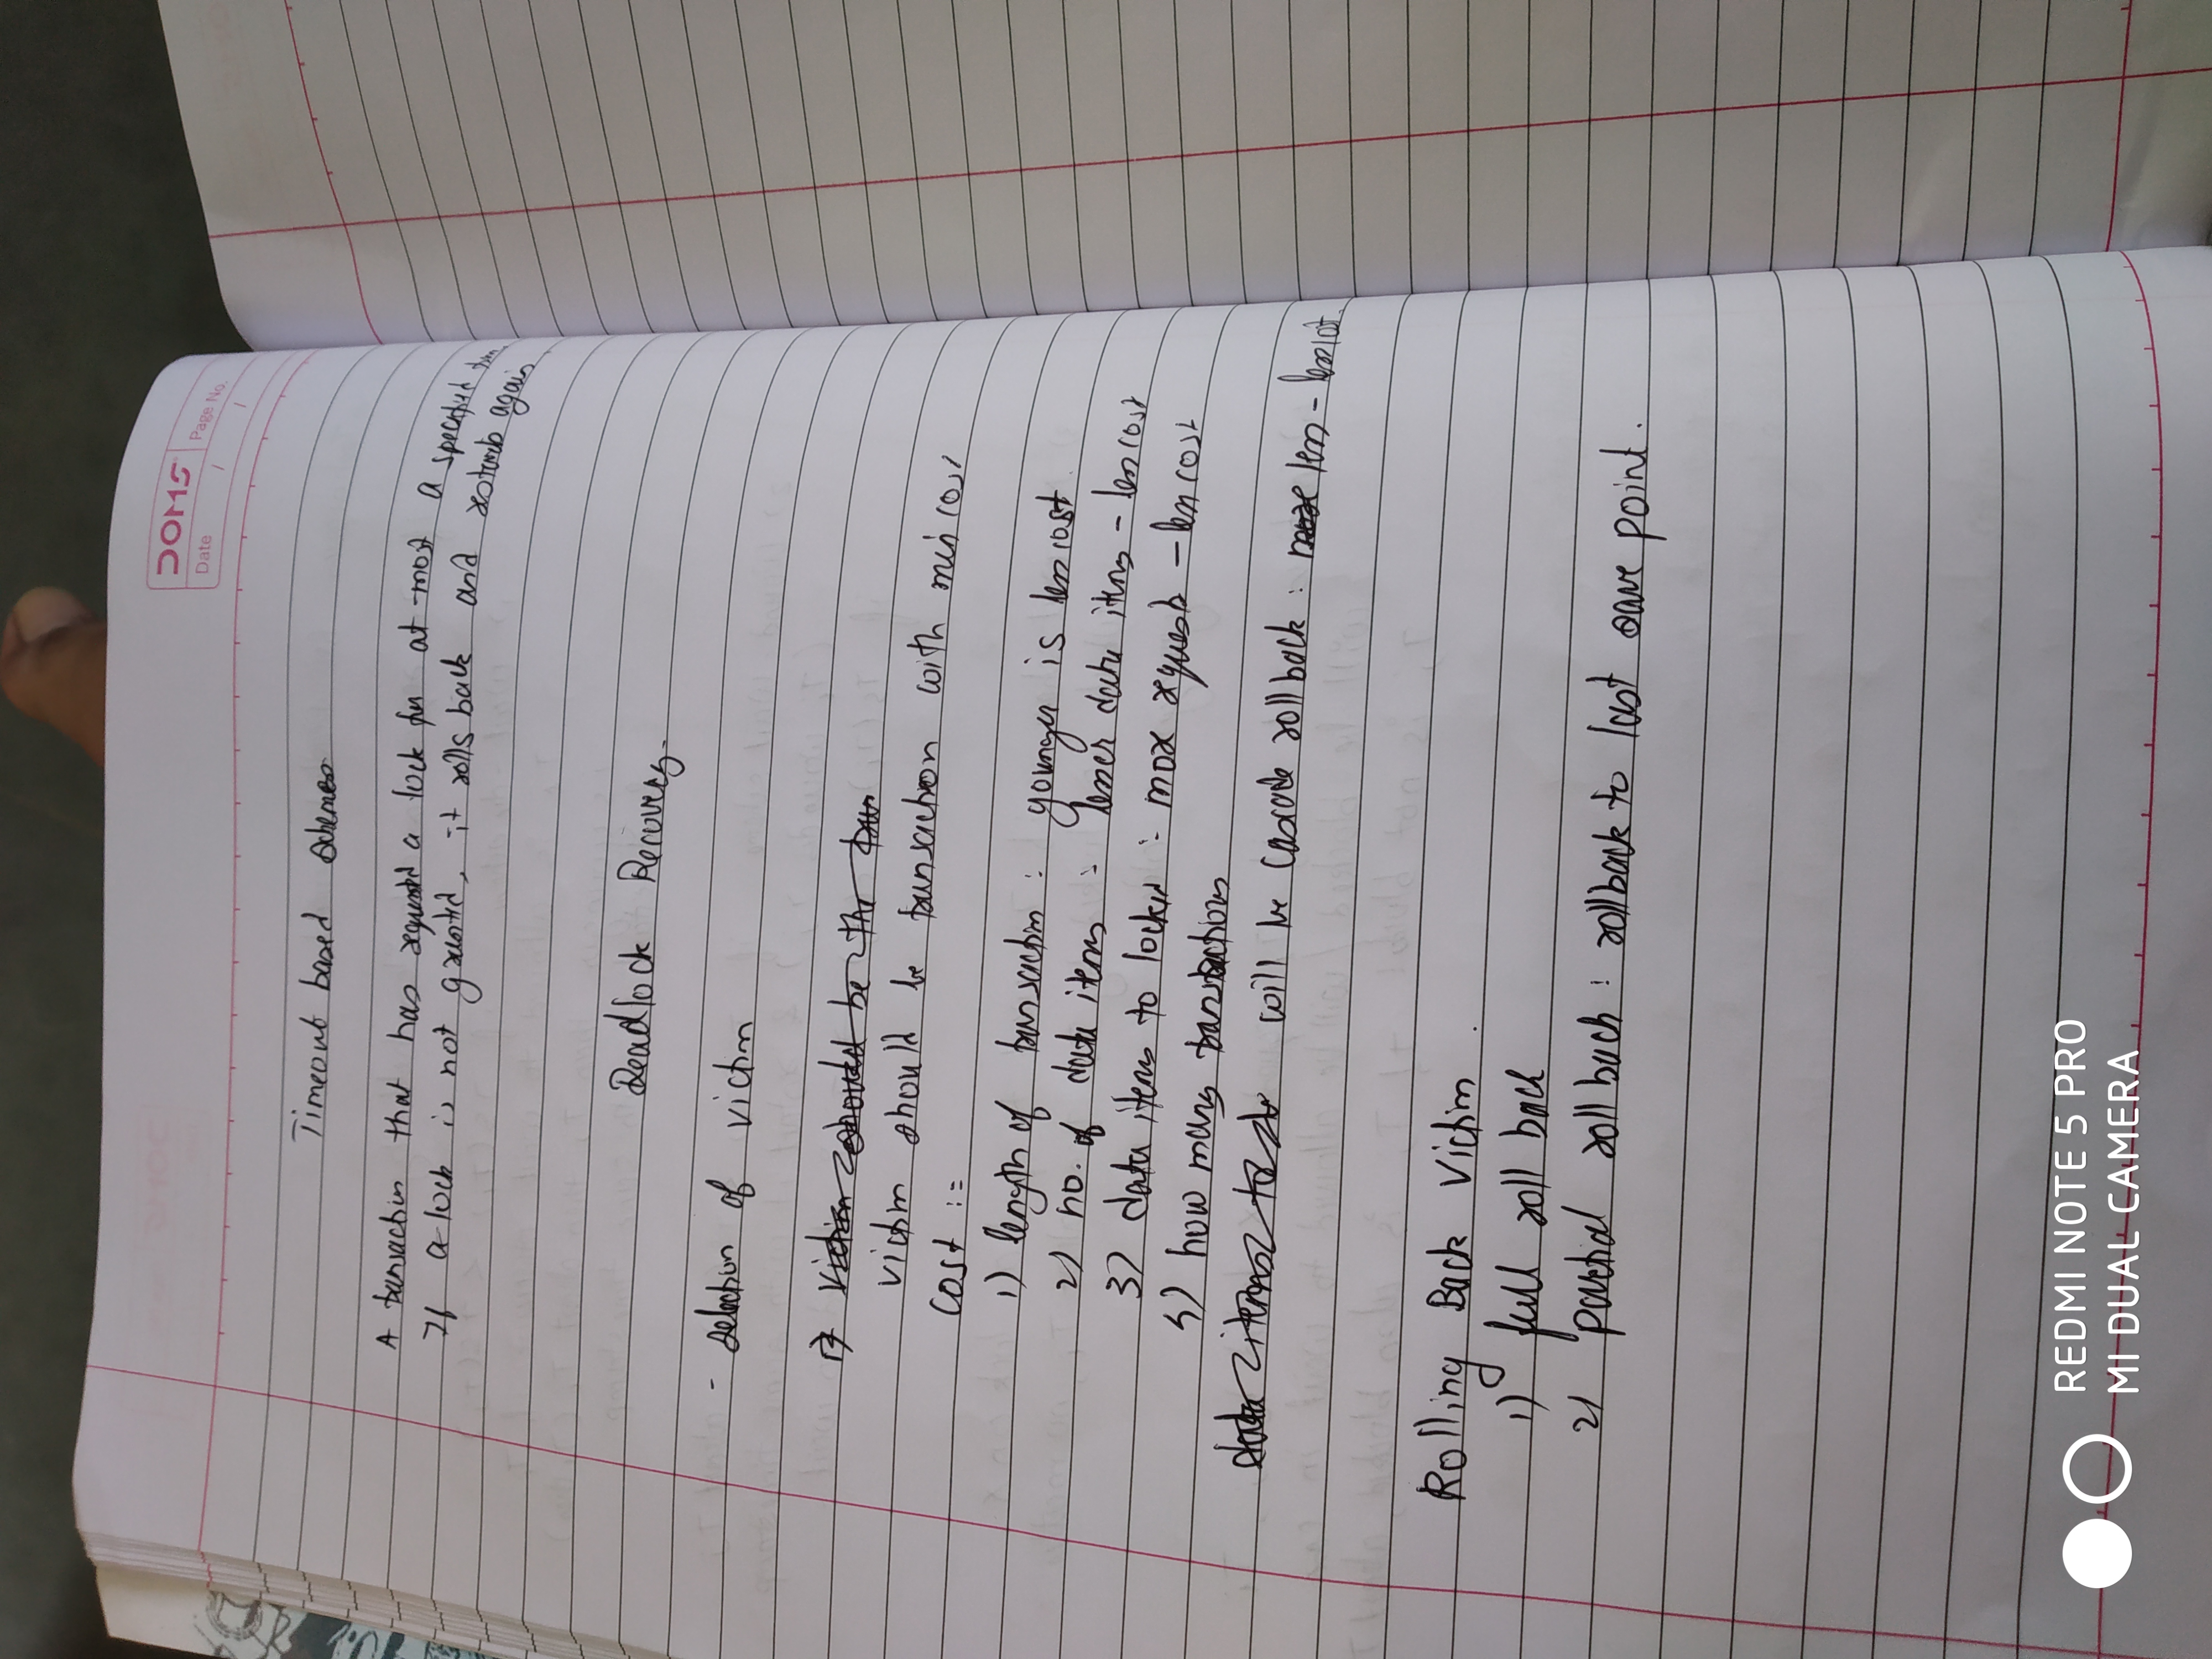 DOMS
Page No.
Date / /
Timeout based schemes
A transaction that has requested a lock for at-most a specified time
If a lock is not granted, it rolls back and restarts again.
Deadlock Recovery.
- selection of victim
1) Victim should be the tran
victim should be transaction with min cost
cost :=
1) length of transaction : younger is less cost
2) no. of data items : lesser data items - less cost
3) data items to locked : max requests - less cost
4) how many transactions
data items to be will be cascade rollback : less - less cost.
Rolling Back Victim.
1) full roll back
2) partial roll back : rollback to last save point.
REDMI NOTE 5 PRO
MI DUAL CAMERA